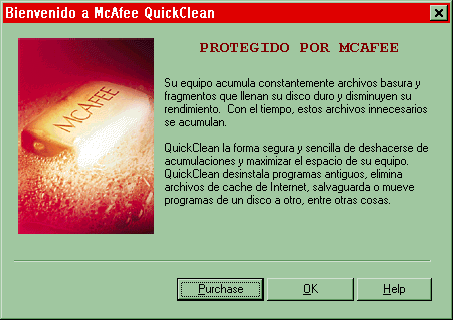 Bienvenido a McAfee QuickClean
PROTEGIDO POR MCAFEE
MCAFEE
Su equipo acumula constantemente archivos basura y
fragmentos que llenan su disco duro y disminuyen su
rendimiento. Con el tiempo, estos archivos innecesarios
se acumulan.
QuickClean la forma segura y sencilla de deshacerse de
acumulaciones y maximizar el espacio de su equipo.
QuickClean desinstala programas antiguos, elimina
archivos de cache de Internet, salvaguarda o mueve
programas de un disco a otro, entre otras cosas.
Purchase
OK
Help